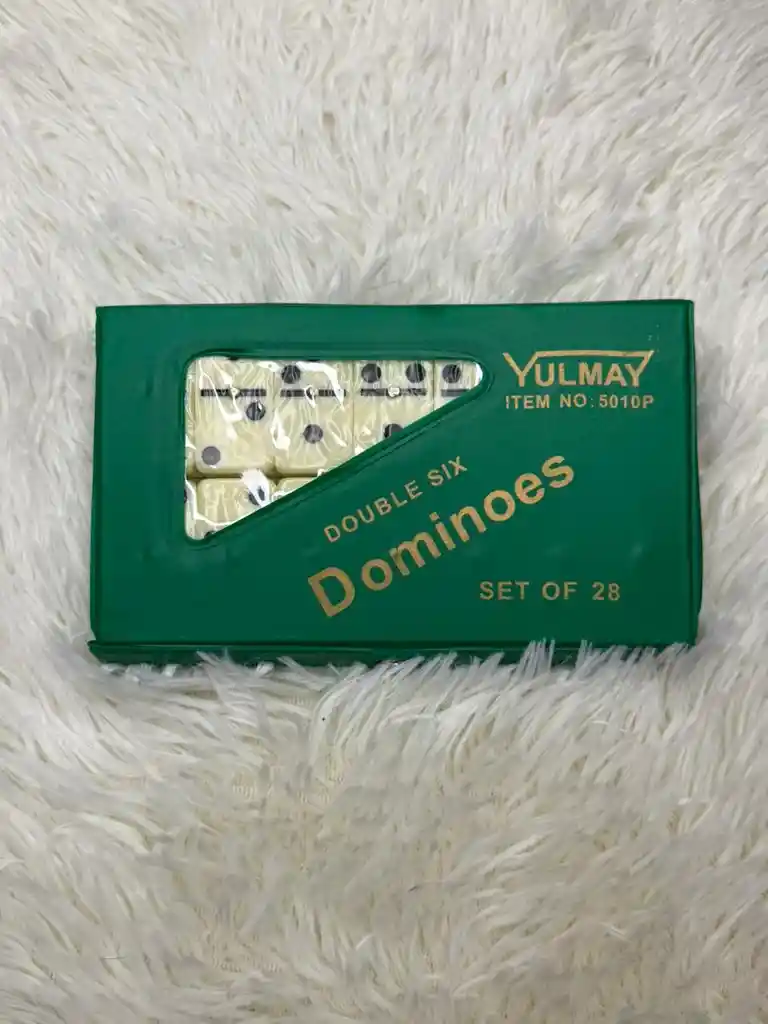 YULMAY
ITEM NO:5010P
DOUBLE SIX
Dominoes
SET OF 28